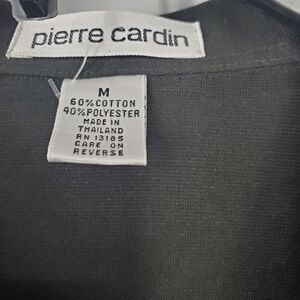 pierre cardin
M
60% COTTON
40% POLYESTER
MADE IN
THAILAND
RN 13185
CARE ON
REVERSE